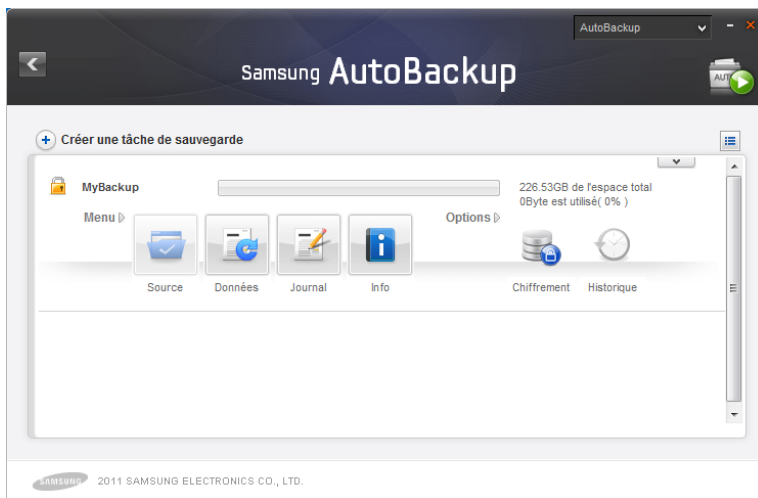 AutoBackup
Samsung AutoBackup
AUTO
Créer une tâche de sauvegarde
MyBackup
226.53GB de l'espace total
0Byte est utilisé( 0% )
Menu
Options
Source
Données
Journal
Info
Chiffrement
Historique
SAMSUNG 2011 SAMSUNG ELECTRONICS CO., LTD.